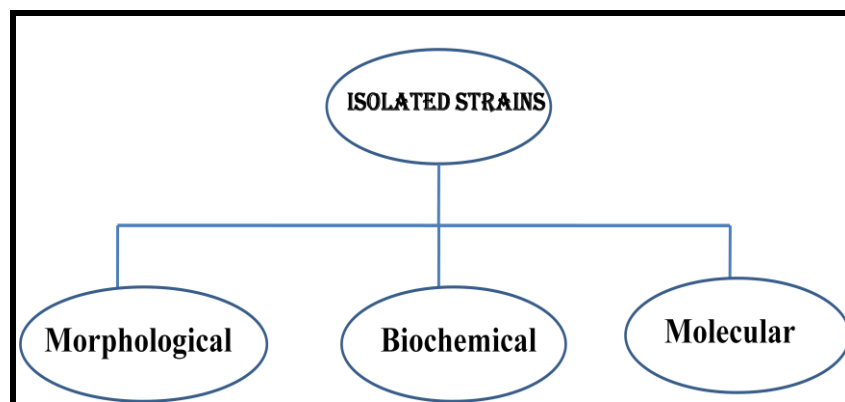 ISOLATED STRAINS
Morphological
Biochemical
Molecular